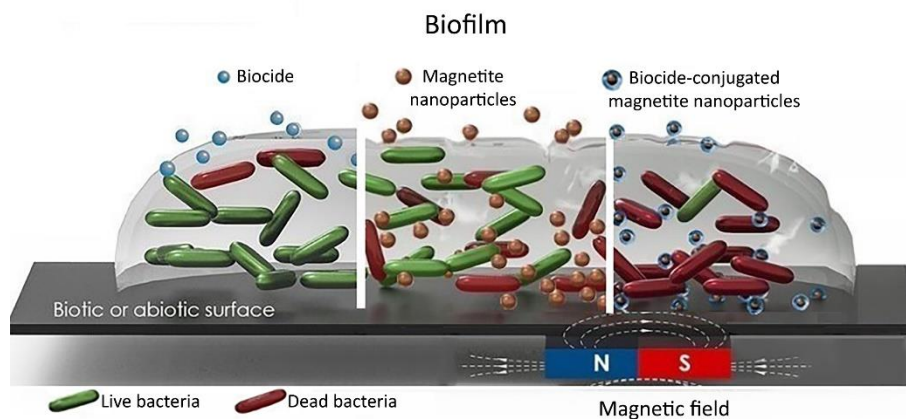 Biofilm
Biocide
Magnetite
nanoparticles
Biocide-conjugated
magnetite nanoparticles
Biotic or abiotic surface
N S
Live bacteria
Dead bacteria
Magnetic field